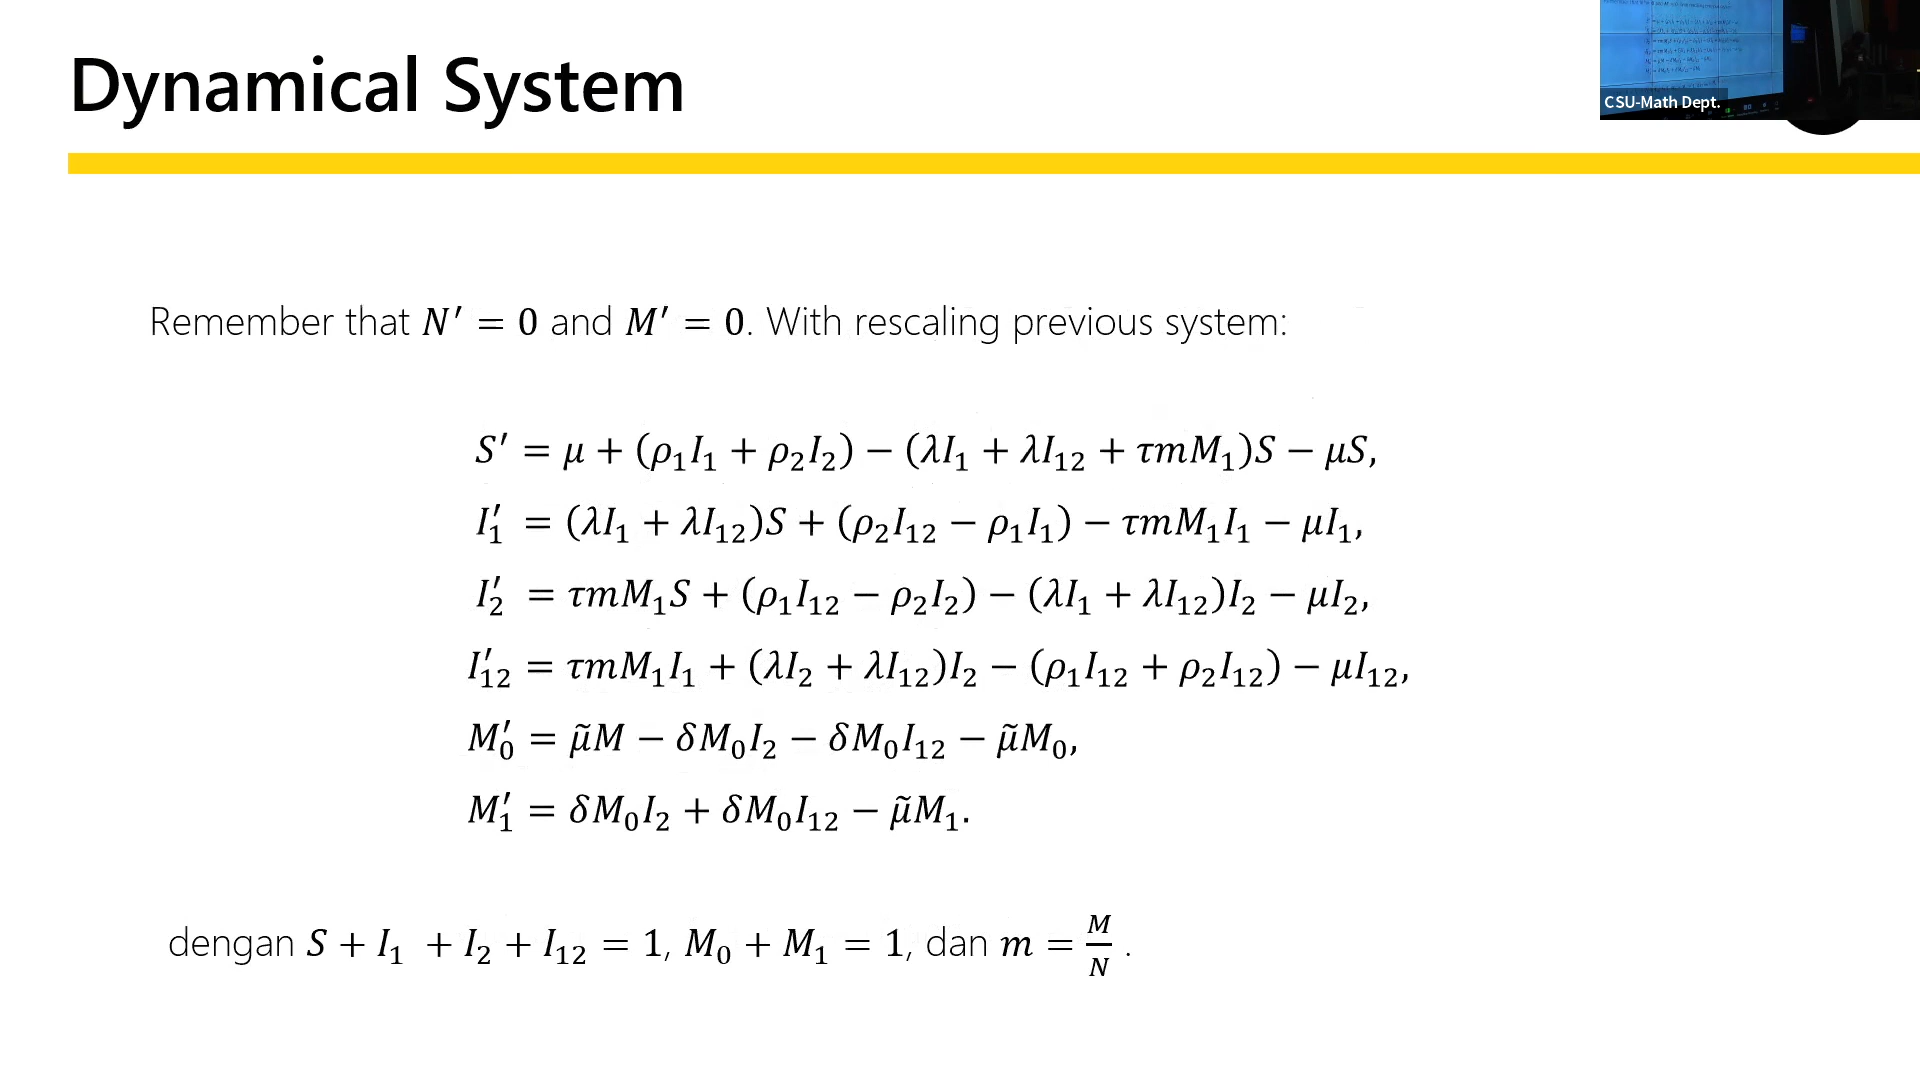 Dynamical System
CSU-Math Dept.
Remember that N′ = 0 and M′ = 0. With rescaling previous system:
S′ = μ + (ρ₁I₁ + ρ₂I₂) − (λI₁ + λI₁₂ + τmM₁)S − μS,
I₁′ = (λI₁ + λI₁₂)S + (ρ₂I₁₂ − ρ₁I₁) − τmM₁I₁ − μI₁,
I₂′ = τmM₁S + (ρ₁I₁₂ − ρ₂I₂) − (λI₁ + λI₁₂)I₂ − μI₂,
I₁₂′ = τmM₁I₁ + (λI₂ + λI₁₂)I₂ − (ρ₁I₁₂ + ρ₂I₁₂) − μI₁₂,
M₀′ = μ̃M − δM₀I₂ − δM₀I₁₂ − μ̃M₀,
M₁′ = δM₀I₂ + δM₀I₁₂ − μ̃M₁.
dengan S + I₁ + I₂ + I₁₂ = 1, M₀ + M₁ = 1, dan m = M/N .